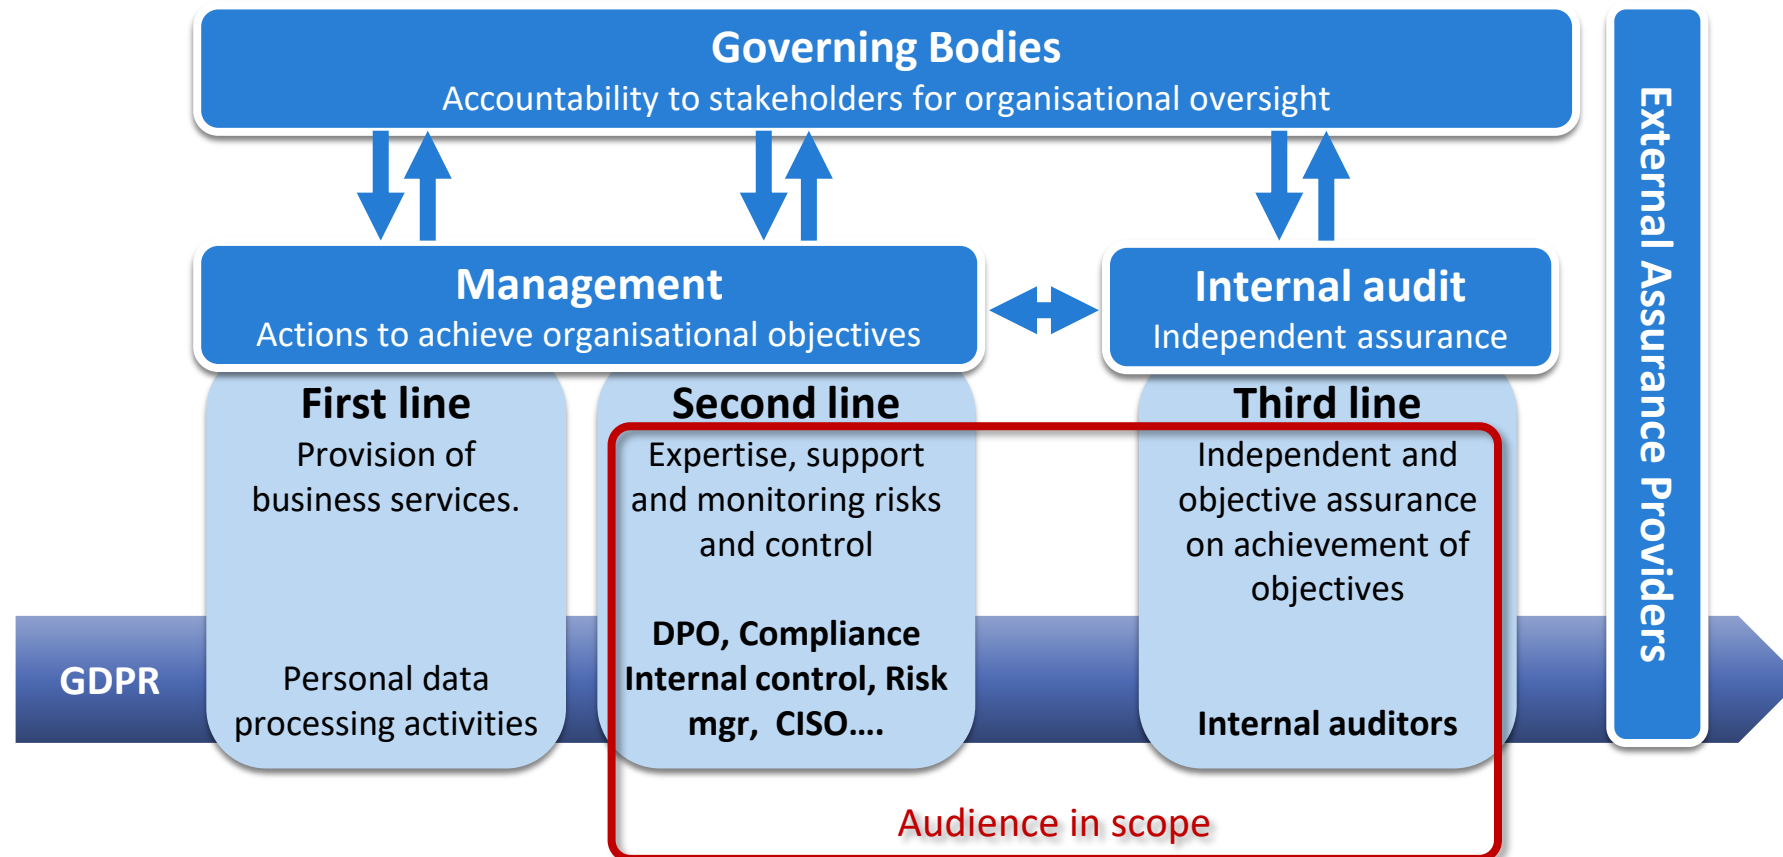 Governing Bodies
Accountability to stakeholders for organisational oversight
Management
Actions to achieve organisational objectives
Internal audit
Independent assurance
First line
Provision of
business services.
Personal data
processing activities
Second line
Expertise, support
and monitoring risks
and control
DPO, Compliance
Internal control, Risk
mgr, CISO....
Third line
Independent and
objective assurance
on achievement of
objectives
Internal auditors
GDPR
Audience in scope
External Assurance Providers